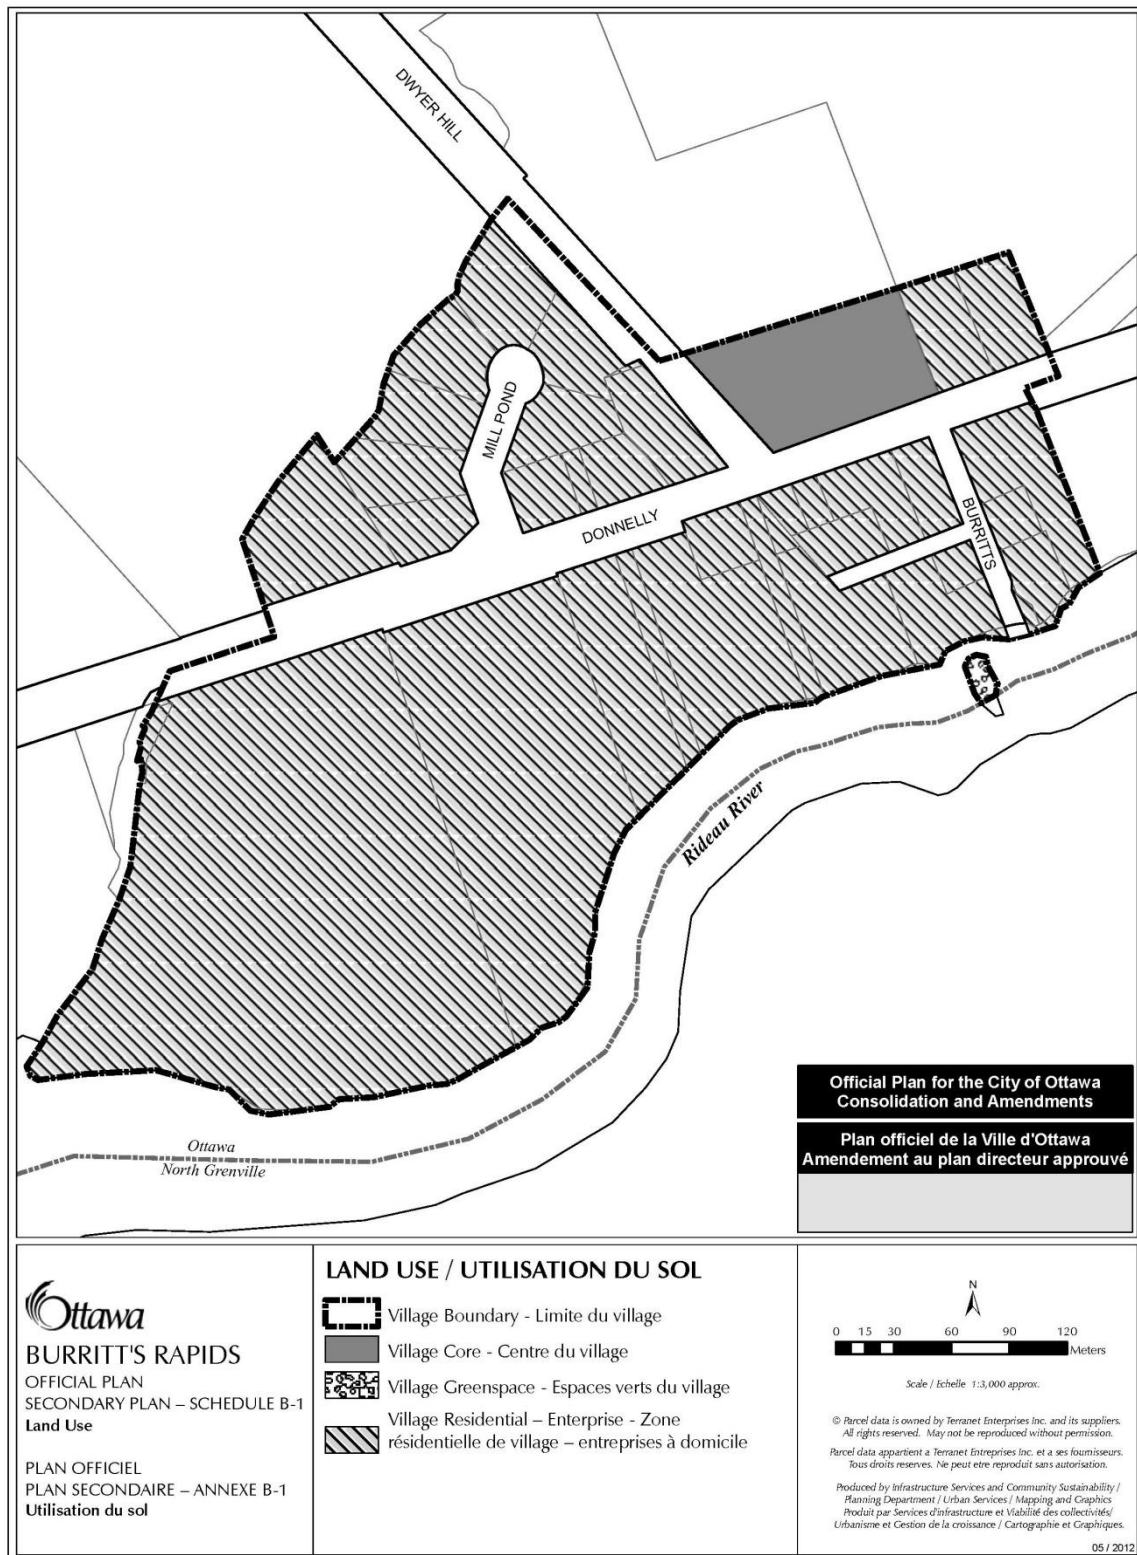 DWYER HILL
MILL POND
DONNELLY
BURRITTS
Rideau River
Ottawa
North Grenville
Official Plan for the City of Ottawa
Consolidation and Amendments
Plan officiel de la Ville d'Ottawa
Amendement au plan directeur approuvé
Ottawa
BURRITT'S RAPIDS
OFFICIAL PLAN
SECONDARY PLAN – SCHEDULE B-1
Land Use
PLAN OFFICIEL
PLAN SECONDAIRE – ANNEXE B-1
Utilisation du sol
LAND USE / UTILISATION DU SOL
Village Boundary - Limite du village
Village Core - Centre du village
Village Greenspace - Espaces verts du village
Village Residential – Enterprise - Zone
résidentielle de village – entreprises à domicile
N
0 15 30 60 90 120
Meters
Scale / Echelle 1:3,000 approx.
© Parcel data is owned by Teranet Enterprises Inc. and its suppliers.
All rights reserved. May not be reproduced without permission.
Parcel data appartient a Teranet Entreprises Inc. et a ses fournisseurs.
Tous droits reserves. Ne peut etre reproduit sans autorisation.
Produced by Infrastructure Services and Community Sustainability /
Planning Department / Urban Services / Mapping and Graphics
Produit par Services d'infrastructure et Viabilité des collectivités/
Urbanisme et Gestion de la croissance / Cartographie et Graphiques.
05 / 2012